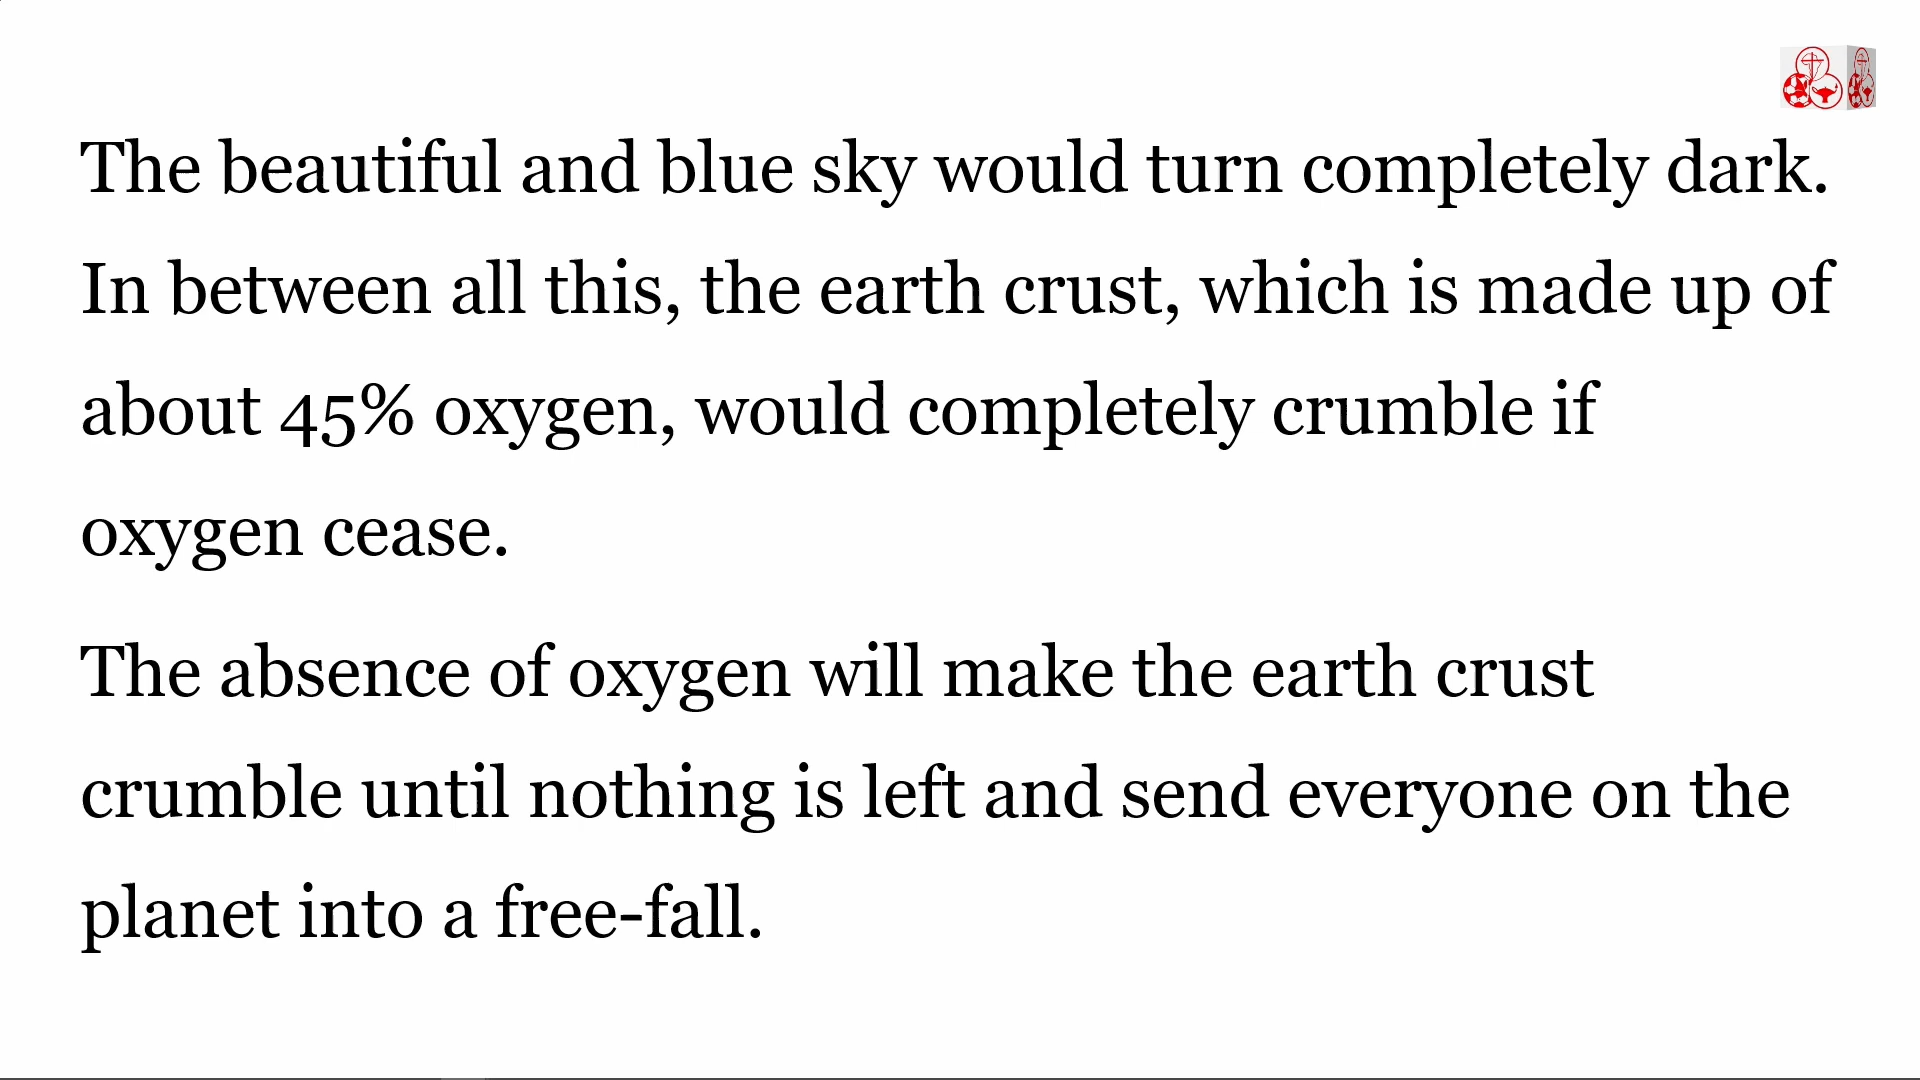 The beautiful and blue sky would turn completely dark.
In between all this, the earth crust, which is made up of
about 45% oxygen, would completely crumble if
oxygen cease.
The absence of oxygen will make the earth crust
crumble until nothing is left and send everyone on the
planet into a free-fall.